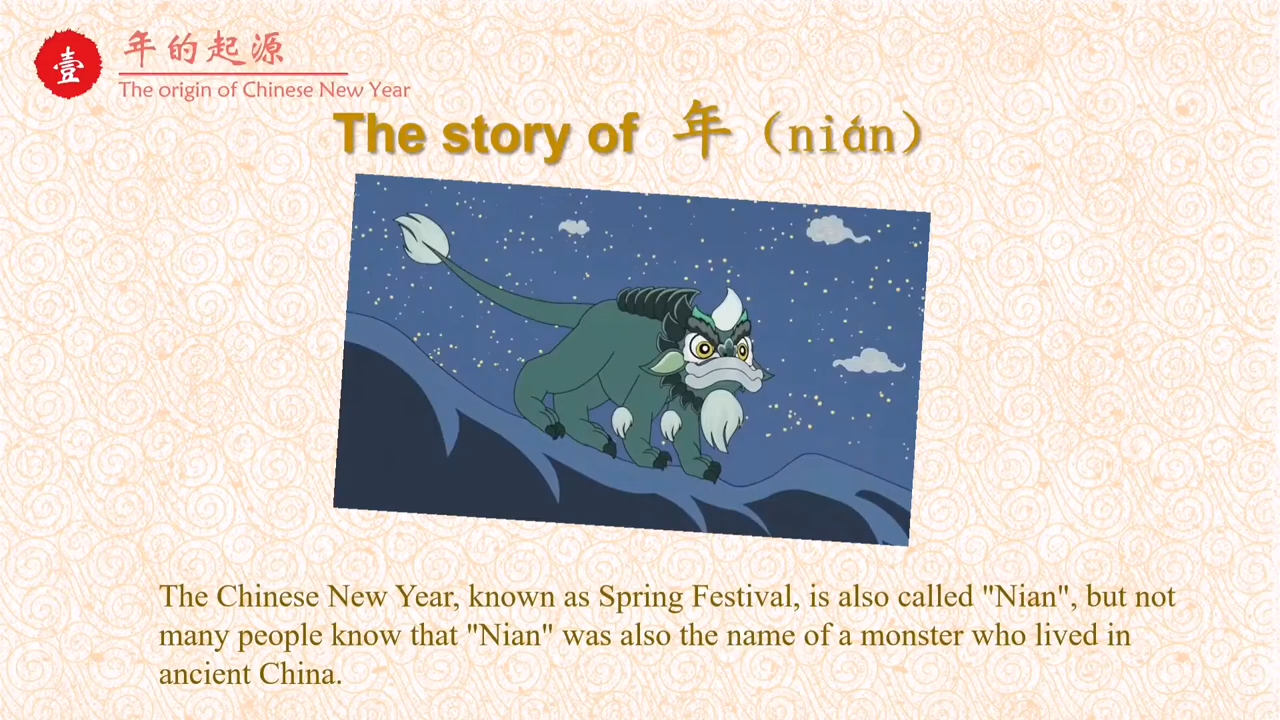 壹
年的起源
The origin of Chinese New Year
The story of 年（nián）
The Chinese New Year, known as Spring Festival, is also called "Nian", but not
many people know that "Nian" was also the name of a monster who lived in
ancient China.